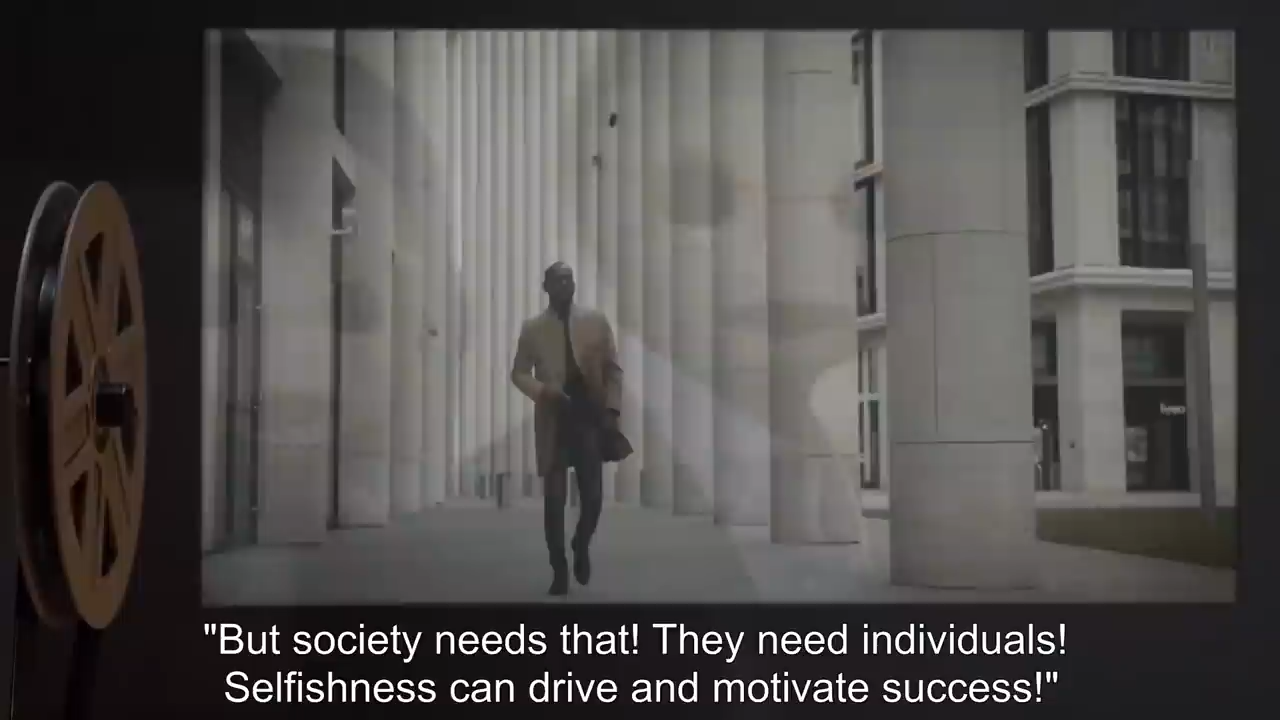 "But society needs that! They need individuals!
Selfishness can drive and motivate success!"